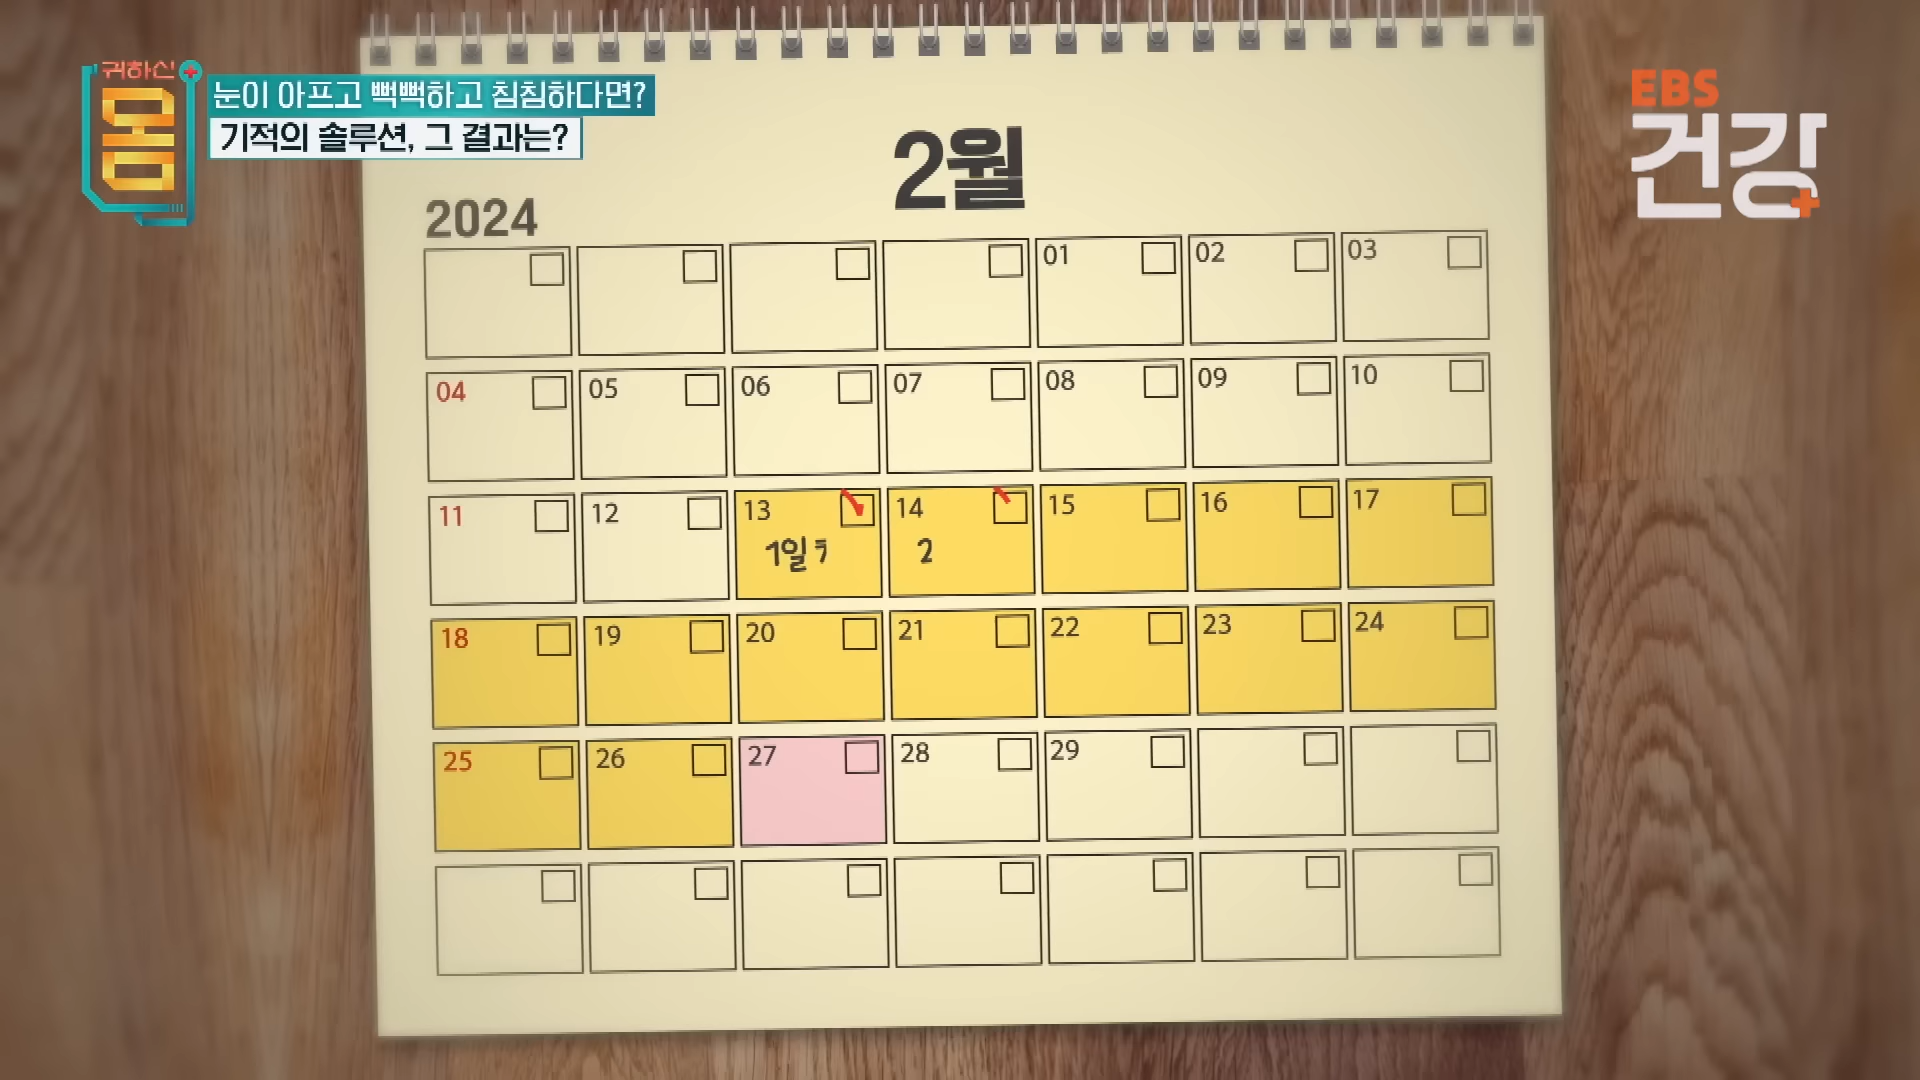 귀하신
몸
눈이 아프고 뻑뻑하고 침침하다면?
기적의 솔루션, 그 결과는?
EBS
건강
2월
2024
01 02 03
04 05 06 07 08 09 10
11 12 13 14 15 16 17
1일 2
18 19 20 21 22 23 24
25 26 27 28 29